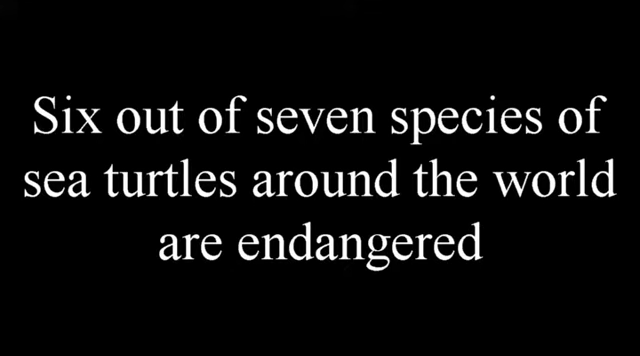 Six out of seven species of
sea turtles around the world
are endangered